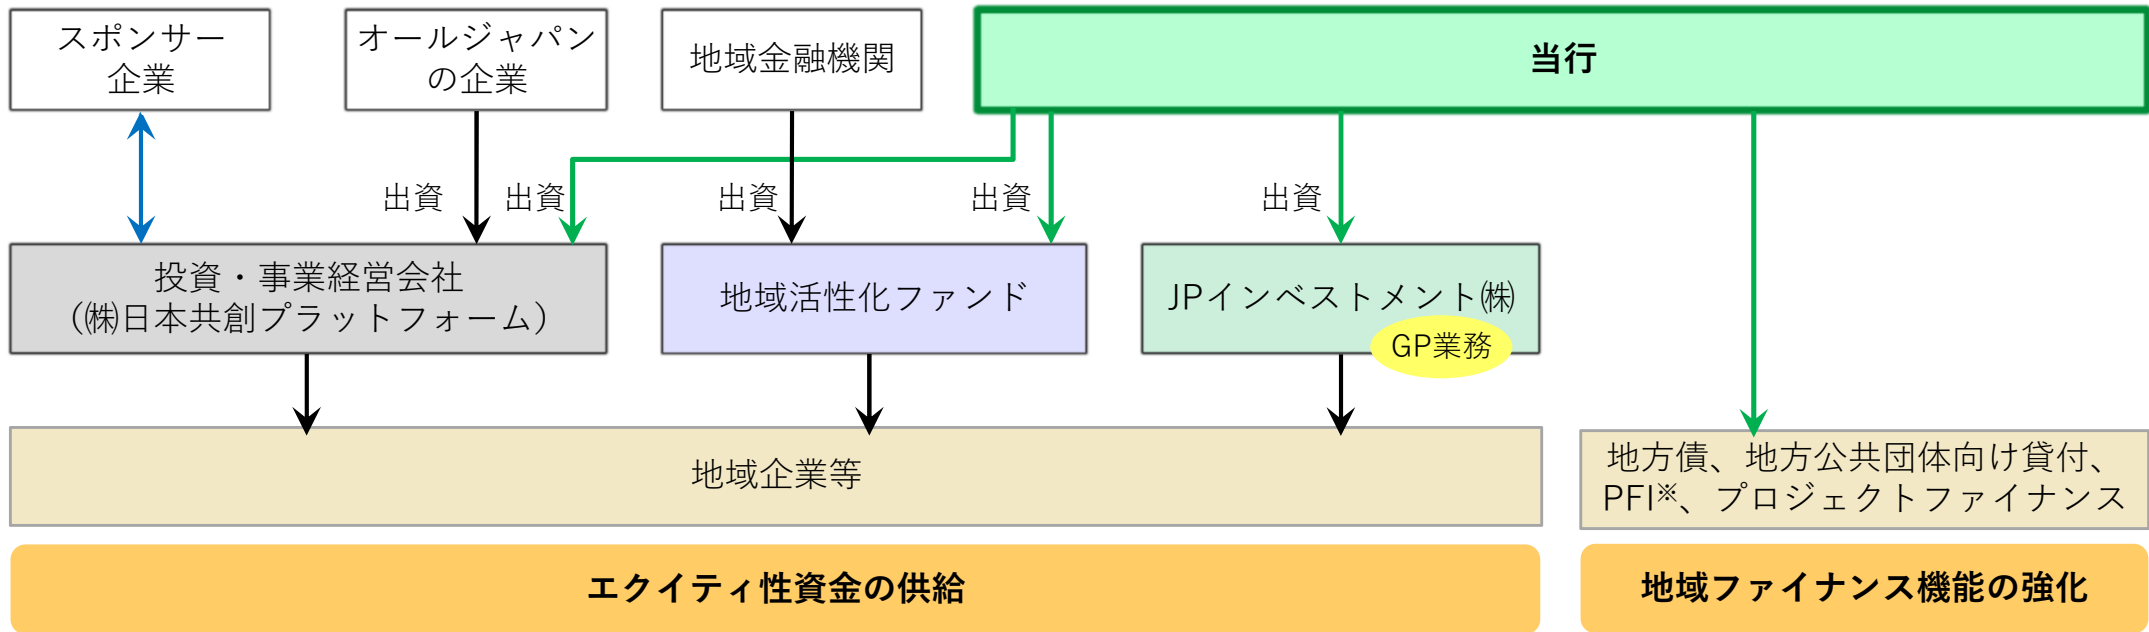 スポンサー
企業
オールジャパン
の企業
地域金融機関
当行
出資
出資
出資
出資
出資
投資・事業経営会社
（㈱日本共創プラットフォーム）
地域活性化ファンド
JPインベストメント㈱
GP業務
地域企業等
地方債、地方公共団体向け貸付、
PFI※、プロジェクトファイナンス
エクイティ性資金の供給
地域ファイナンス機能の強化